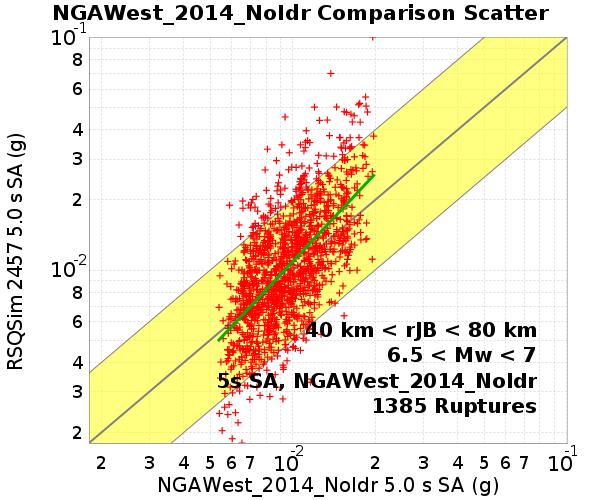 NGAWest_2014_NoIdr Comparison Scatter
10-1
8
6
4
3
2
10-2
8
6
4
3
2
RSQSim 2457 5.0 s SA (g)
40 km < rJB < 80 km
6.5 < Mw < 7
5s SA, NGAWest_2014_NoIdr
1385 Ruptures
2 3 4 5 6 7 10-2 2 3 4 5 6 7 10-1
NGAWest_2014_NoIdr 5.0 s SA (g)